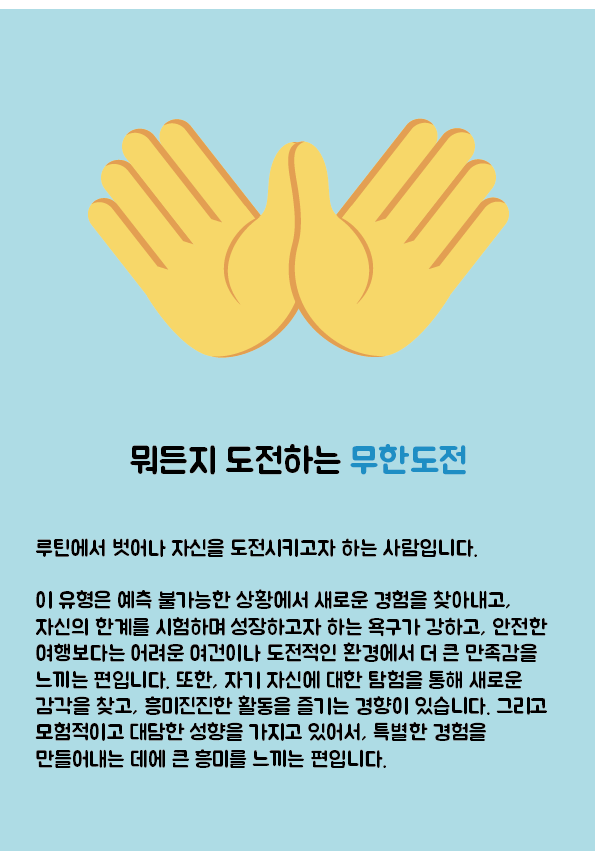 뭐든지 도전하는 무한도전
루틴에서 벗어나 자신을 도전시키고자 하는 사람입니다.
이 유형은 예측 불가능한 상황에서 새로운 경험을 찾아내고,
자신의 한계를 시험하며 성장하고자 하는 욕구가 강하고, 안전한
여행보다는 어려운 여건이나 도전적인 환경에서 더 큰 만족감을
느끼는 편입니다. 또한, 자기 자신에 대한 탐험을 통해 새로운
감각을 찾고, 흥미진진한 활동을 즐기는 경향이 있습니다. 그리고
모험적이고 대담한 성향을 가지고 있어서, 특별한 경험을
만들어내는 데에 큰 흥미를 느끼는 편입니다.